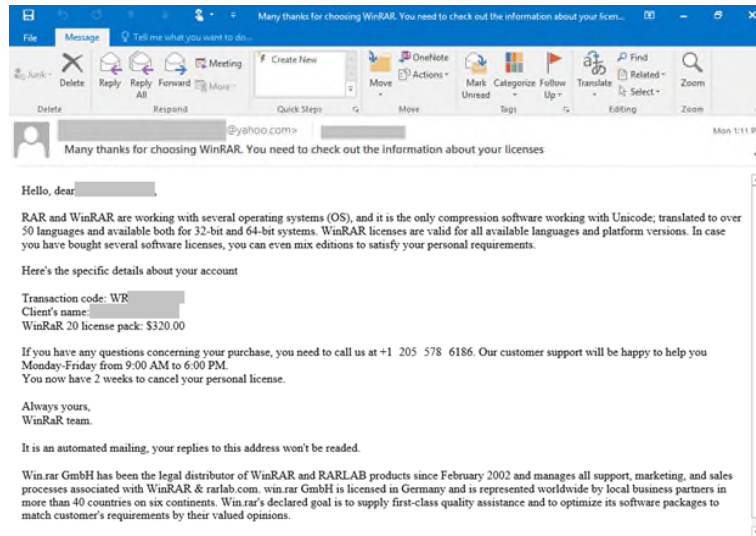 Many thanks for choosing WinRAR. You need to check out the information about your licen...
File Message Tell me what you want to do...
Junk
Delete
Reply
Reply All
Forward
Meeting
More
Create New
Move
OneNote
Actions
Mark Unread
Categorize
Follow Up
Translate
Find
Related
Select
Zoom
Delete Respond Quick Steps Move Tags Editing Zoom
@yahoo.com>
Mon 1:11 P
Many thanks for choosing WinRAR. You need to check out the information about your licenses
Hello, dear ,
RAR and WinRAR are working with several operating systems (OS), and it is the only compression software working with Unicode; translated to over
50 languages and available both for 32-bit and 64-bit systems. WinRAR licenses are valid for all available languages and platform versions. In case
you have bought several software licenses, you can even mix editions to satisfy your personal requirements.
Here's the specific details about your account
Transaction code: WR
Client's name:
WinRaR 20 license pack: $320.00
If you have any questions concerning your purchase, you need to call us at +1 205 578 6186. Our customer support will be happy to help you
Monday-Friday from 9:00 AM to 6:00 PM.
You now have 2 weeks to cancel your personal license.
Always yours,
WinRaR team.
It is an automated mailing, your replies to this address won't be readed.
Win.rar GmbH has been the legal distributor of WinRAR and RARLAB products since February 2002 and manages all support, marketing, and sales
processes associated with WinRAR & rarlab.com. win.rar GmbH is licensed in Germany and is represented worldwide by local business partners in
more than 40 countries on six continents. Win.rar's declared goal is to supply first-class quality assistance and to optimize its software packages to
match customer's requirements by their valued opinions.